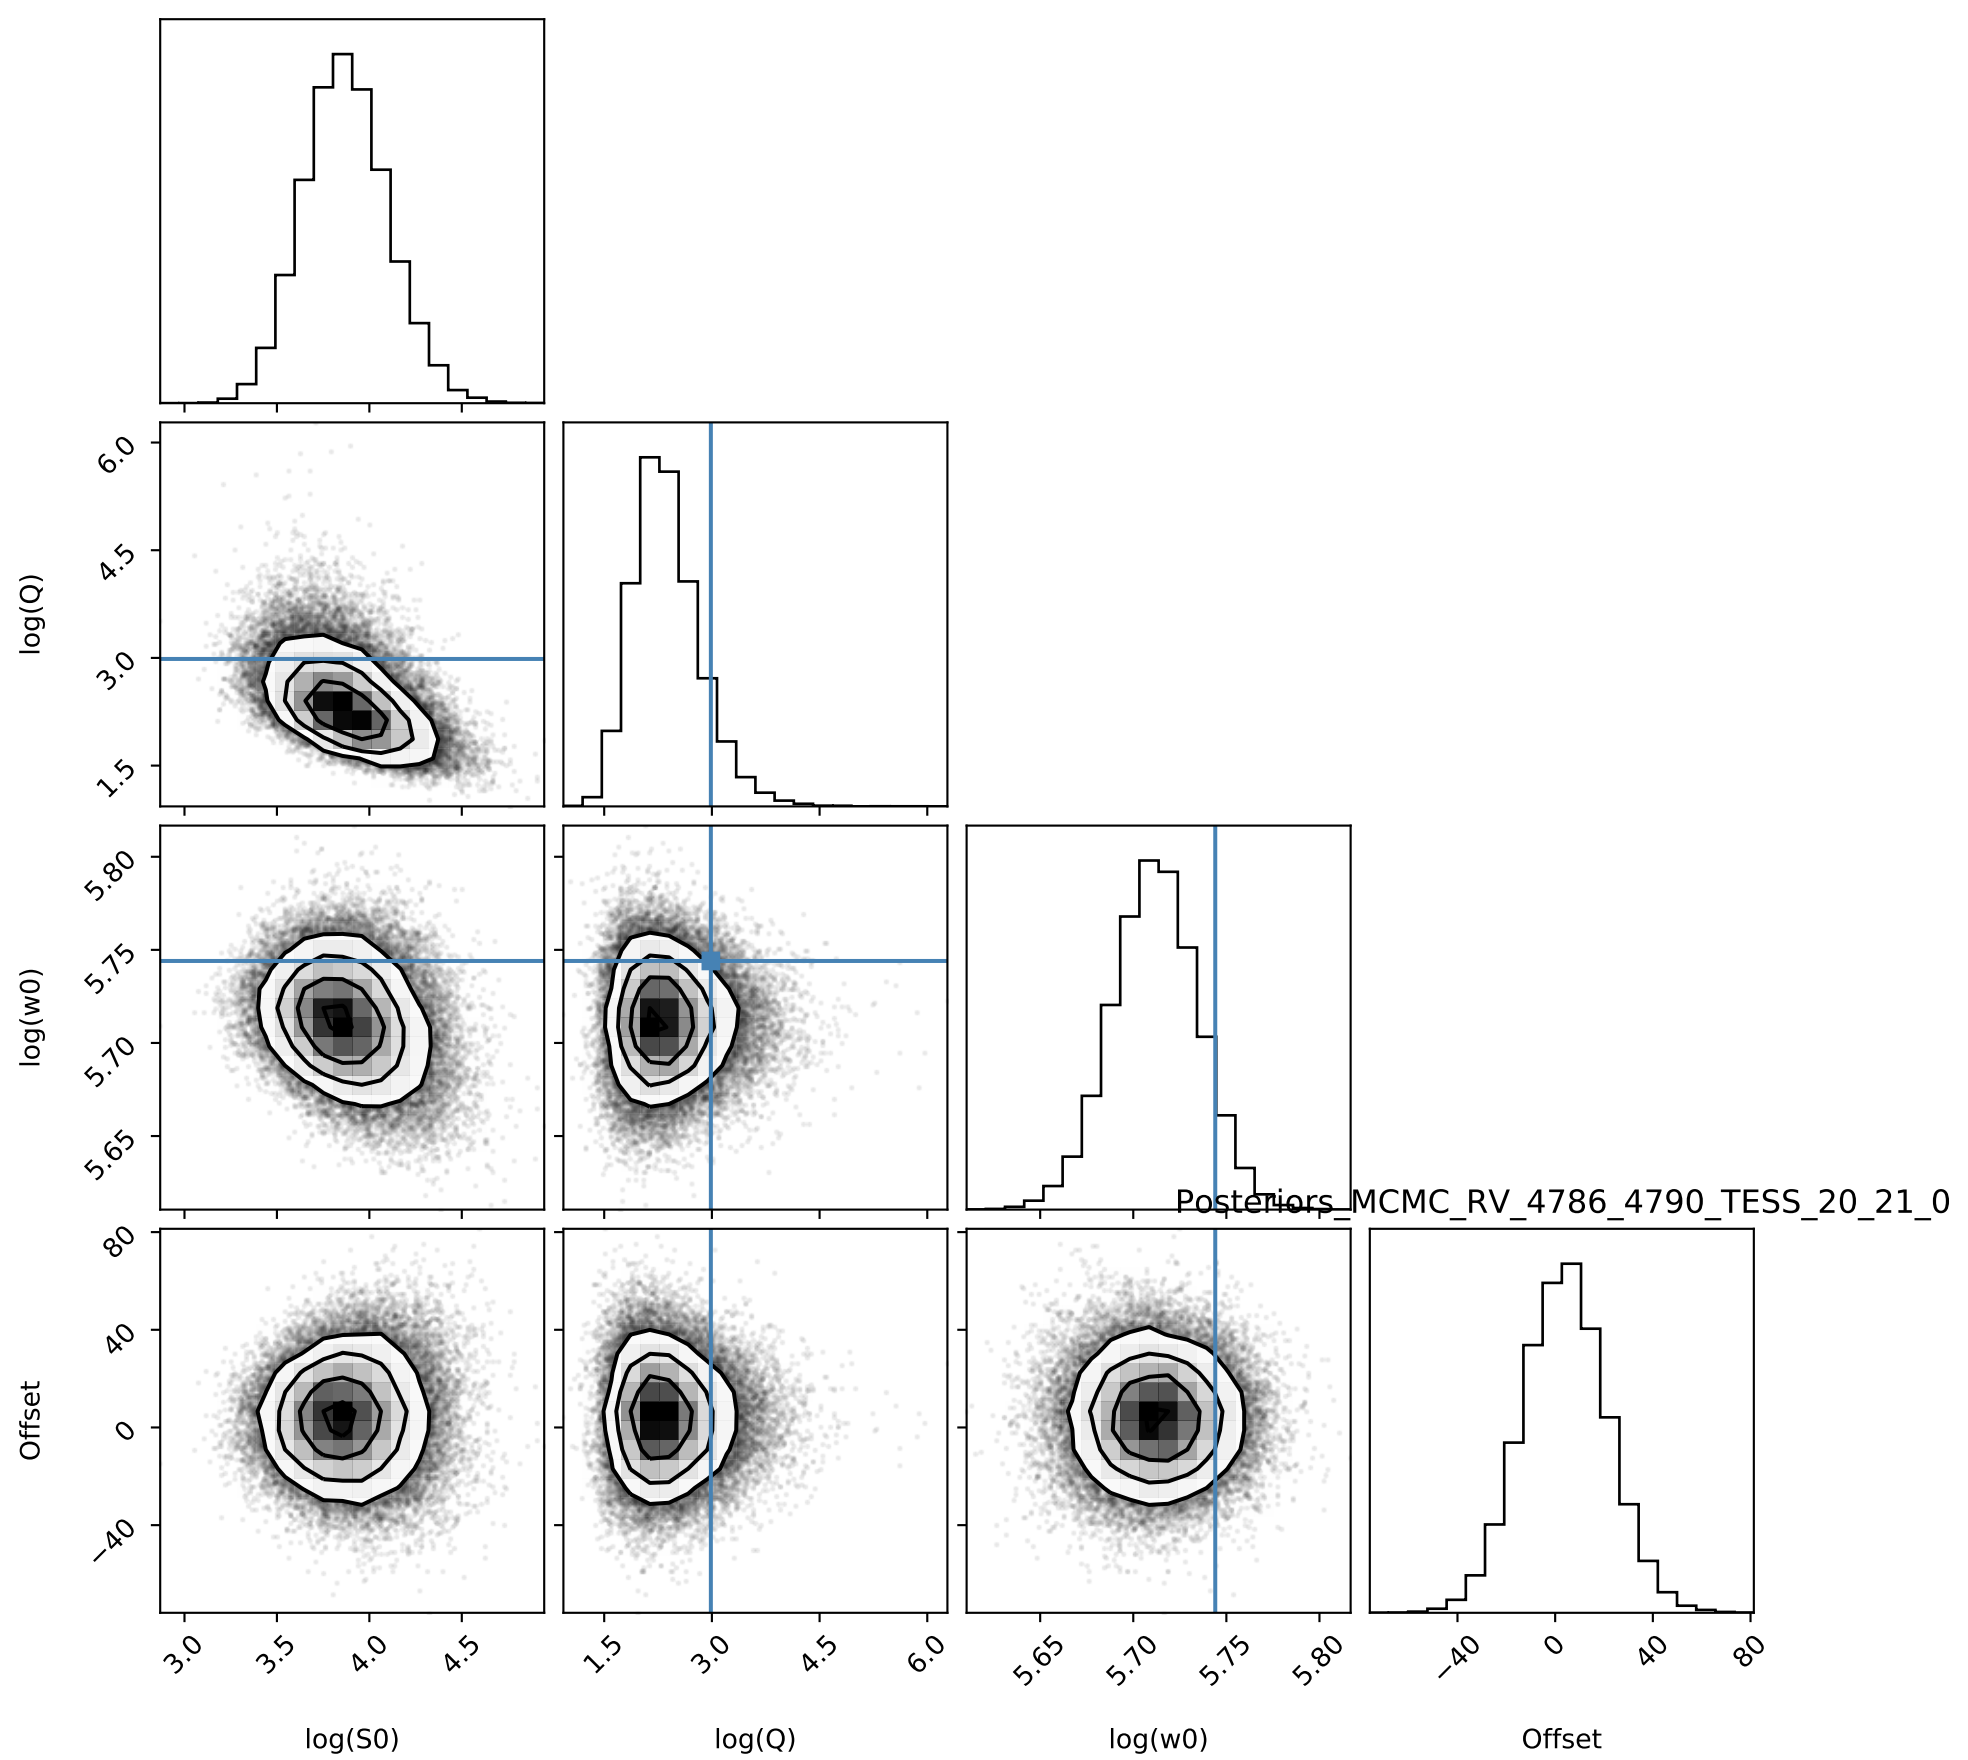 6.0
4.5
3.0
1.5
log(Q)
5.80
5.75
5.70
5.65
log(w0)
Posteriors_MCMC_RV_4786_4790_TESS_20_21_0
80
40
0
−40
Offset
3.0 3.5 4.0 4.5
1.5 3.0 4.5 6.0
5.65 5.70 5.75 5.80
−40 0 40 80
log(S0) log(Q) log(w0) Offset